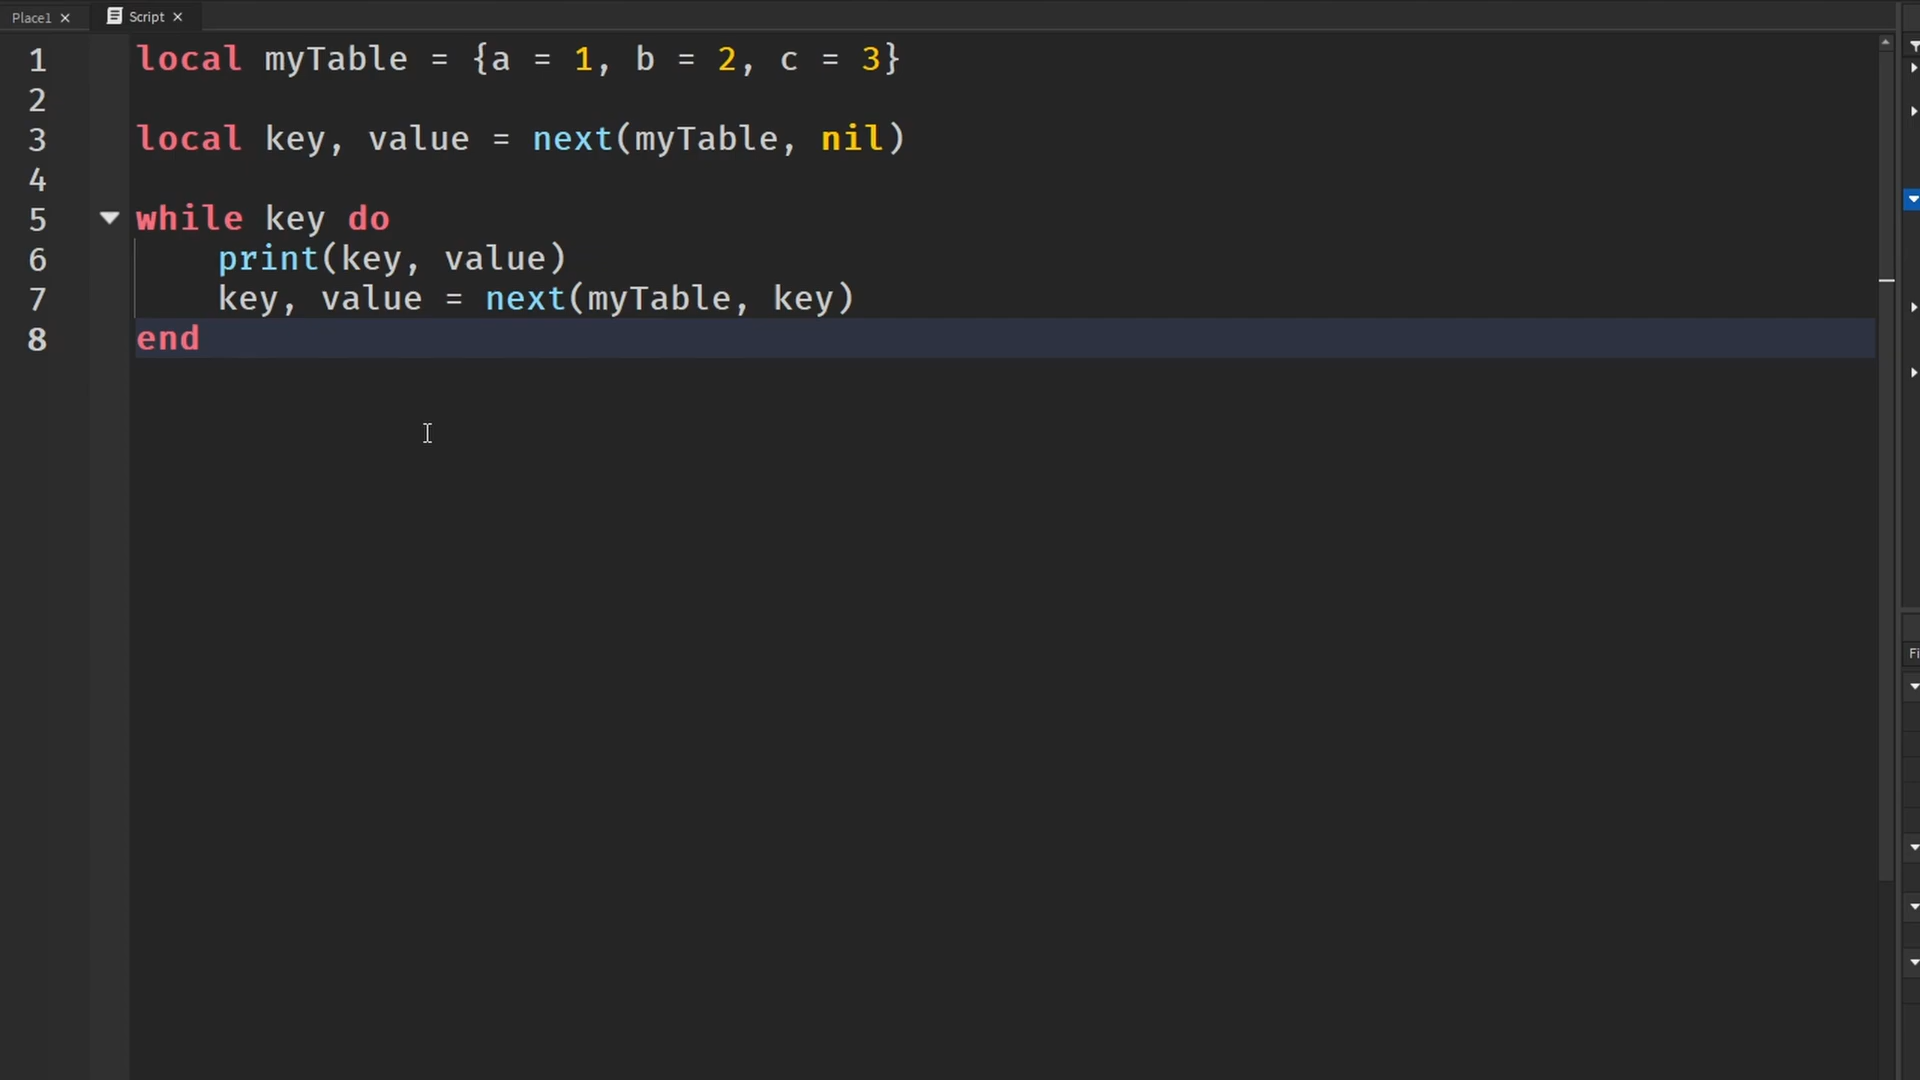 Place1 × Script ×
1 local myTable = {a = 1, b = 2, c = 3}
2
3 local key, value = next(myTable, nil)
4
5 while key do
6 print(key, value)
7 key, value = next(myTable, key)
8 end
Fi